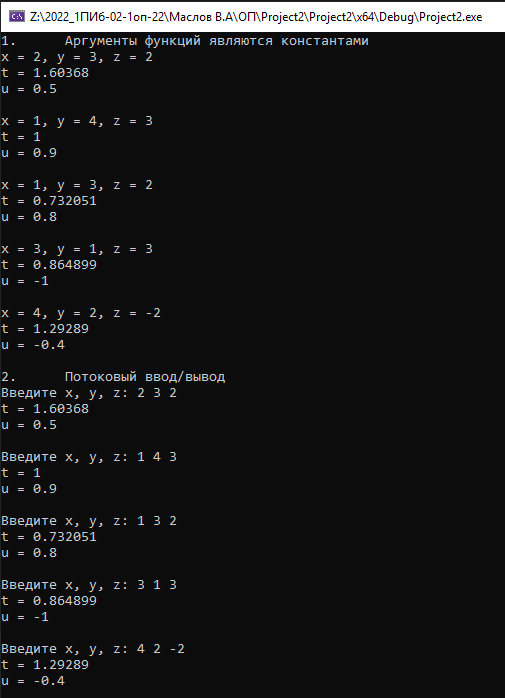 Z:\2022_1ПИ6-02-1оп-22\Маслов В.А\ОП\Project2\Project2\x64\Debug\Project2.exe
1. Аргументы функций являются константами
x = 2, y = 3, z = 2
t = 1.60368
u = 0.5
x = 1, y = 4, z = 3
t = 1
u = 0.9
x = 1, y = 3, z = 2
t = 0.732051
u = 0.8
x = 3, y = 1, z = 3
t = 0.864899
u = -1
x = 4, y = 2, z = -2
t = 1.29289
u = -0.4
2. Потоковый ввод/вывод
Введите x, y, z: 2 3 2
t = 1.60368
u = 0.5
Введите x, y, z: 1 4 3
t = 1
u = 0.9
Введите x, y, z: 1 3 2
t = 0.732051
u = 0.8
Введите x, y, z: 3 1 3
t = 0.864899
u = -1
Введите x, y, z: 4 2 -2
t = 1.29289
u = -0.4